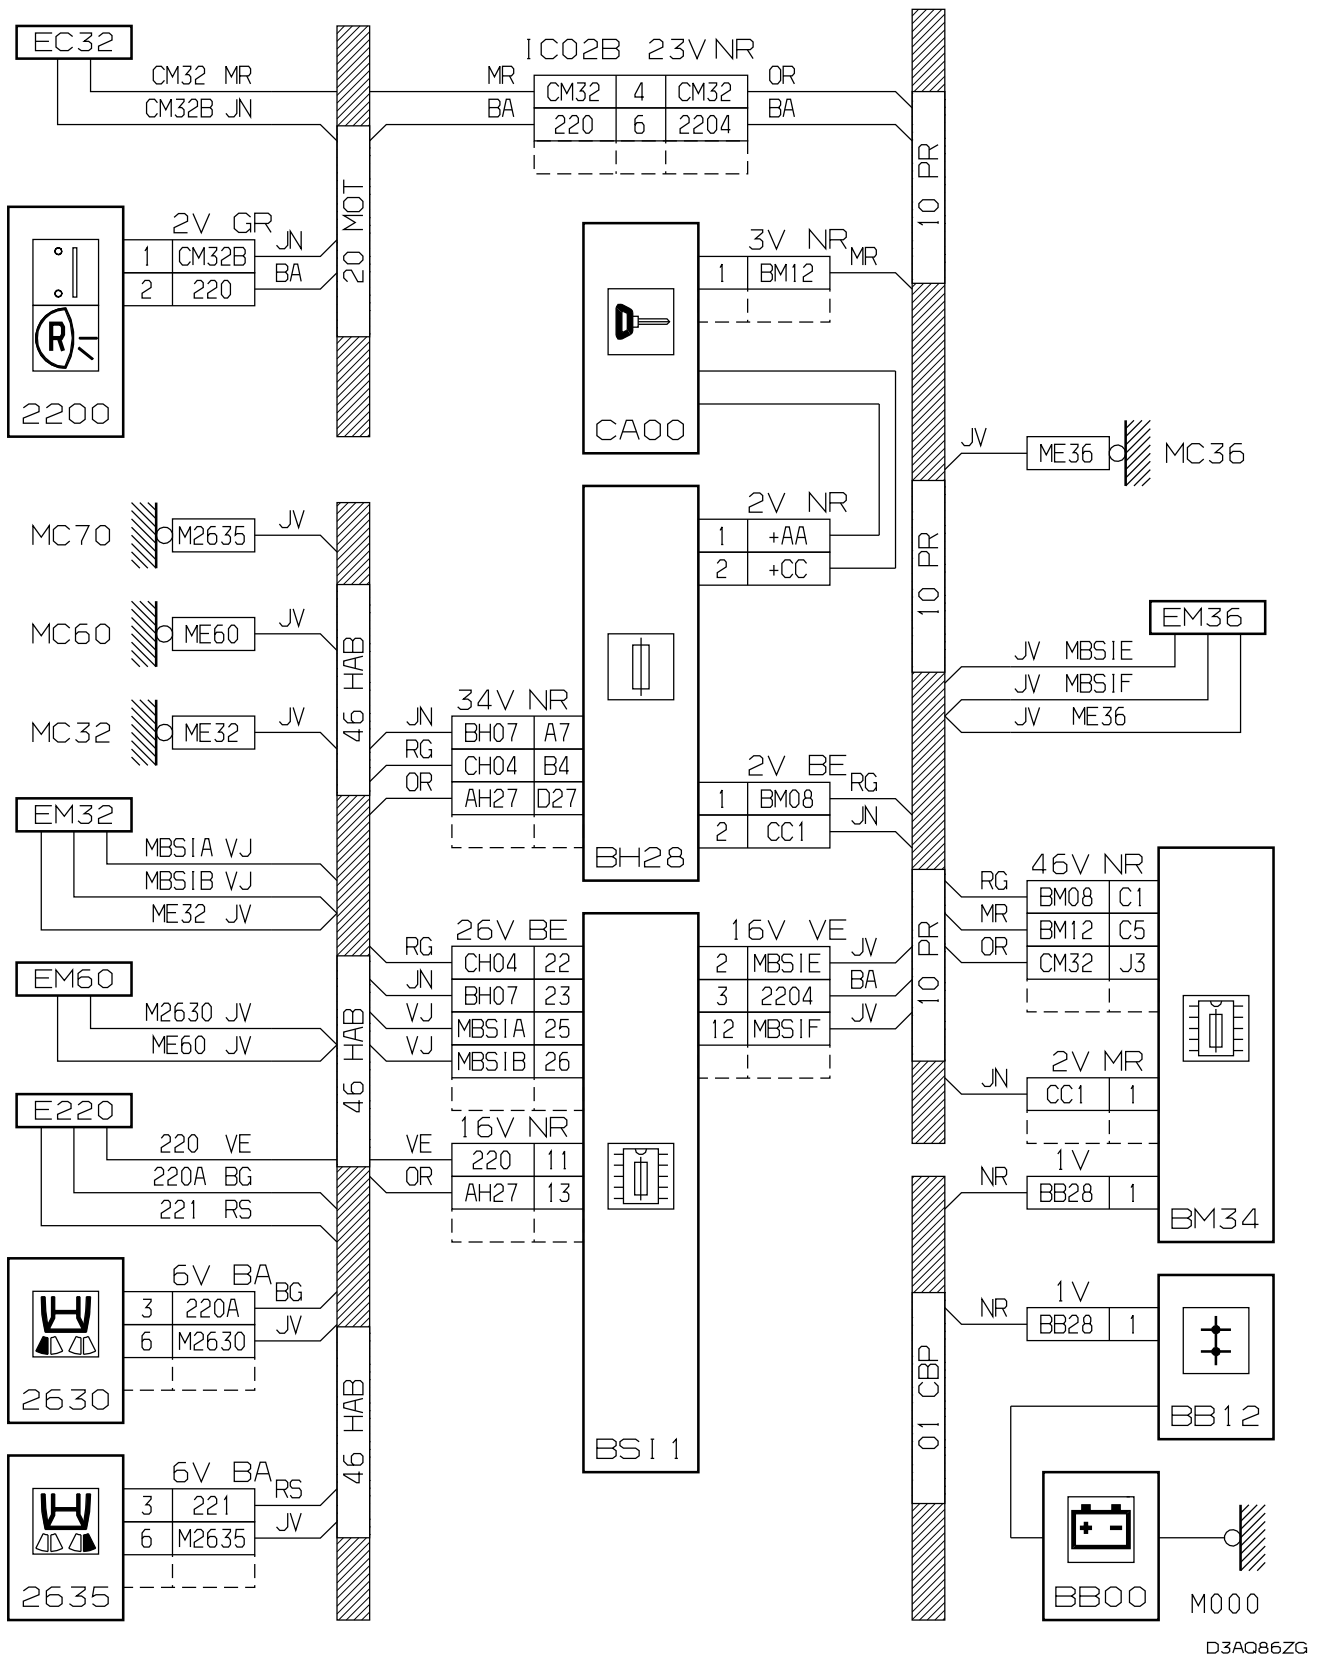 EC32
CM32 MR
CM32B JN
20 MOT
MR
BA
IC02B 23V NR
CM32 4 CM32
220 6 2204
OR
BA
10 PR
2V GR
1 CM32B JN
2 220 BA
R
2200
3V NR
1 BM12 MR
CA00
JV
ME36
MC36
2V NR
1 +AA
2 +CC
10 PR
MC70
M2635
JV
MC60
ME60
JV
MC32
ME32
JV
46 HAB
EM36
JV MBSIE
JV MBSIF
JV ME36
34V NR
JN BH07 A7
RG CH04 B4
OR AH27 D27
2V BE
1 BM08 RG
2 CC1 JN
BH28
EM32
MBSIA VJ
MBSIB VJ
ME32 JV
46V NR
RG BM08 C1
MR BM12 C5
OR CM32 J3
10 PR
26V BE
RG CH04 22
JN BH07 23
VJ MBSIA 25
VJ MBSIB 26
16V VE
2 MBSIE JV
3 2204 BA
12 MBSIF JV
EM60
M2630 JV
ME60 JV
46 HAB
2V MR
JN CC1 1
E220
220 VE
220A BG
221 RS
16V NR
VE 220 11
OR AH27 13
1V
NR BB28 1
BM34
6V BA
3 220A BG
6 M2630 JV
2630
1V
NR BB28 1
BB12
46 HAB
01 CBP
BSI1
6V BA
3 221 RS
6 M2635 JV
2635
+ -
BB00
M000
D3AQ86ZG